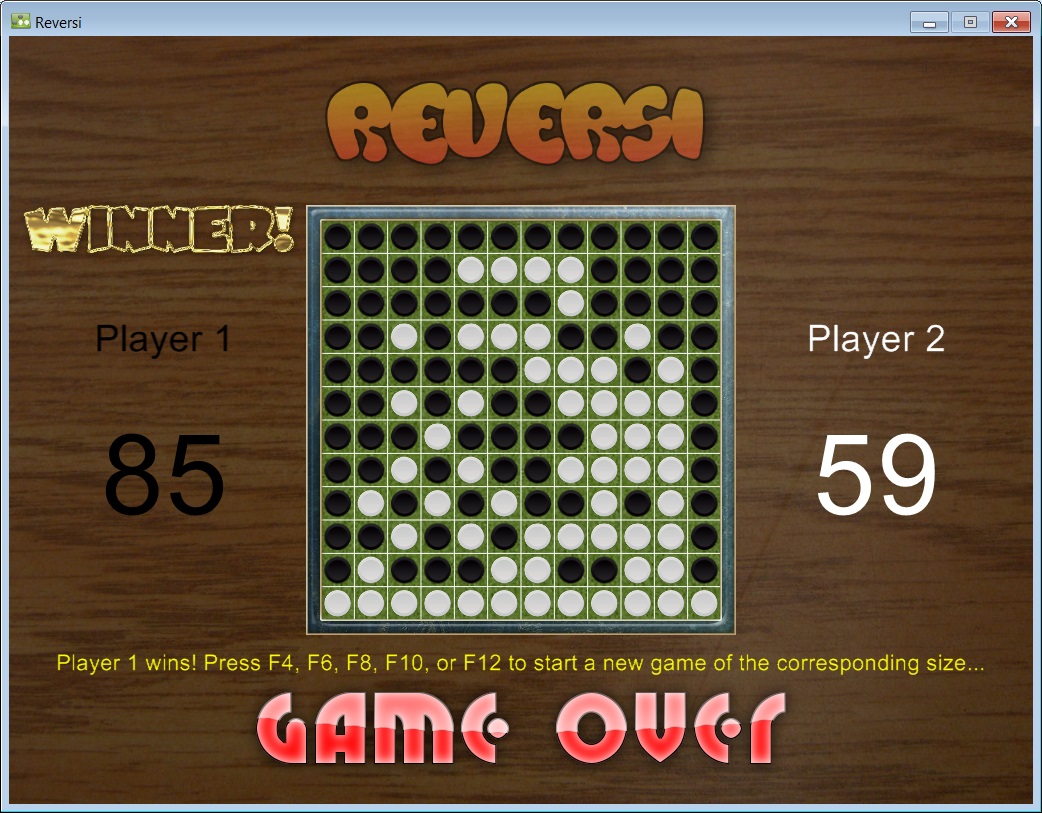 Reversi
REVERSI
WINNER!
Player 1
Player 2
85
59
Player 1 wins! Press F4, F6, F8, F10, or F12 to start a new game of the corresponding size...
GAME OVER